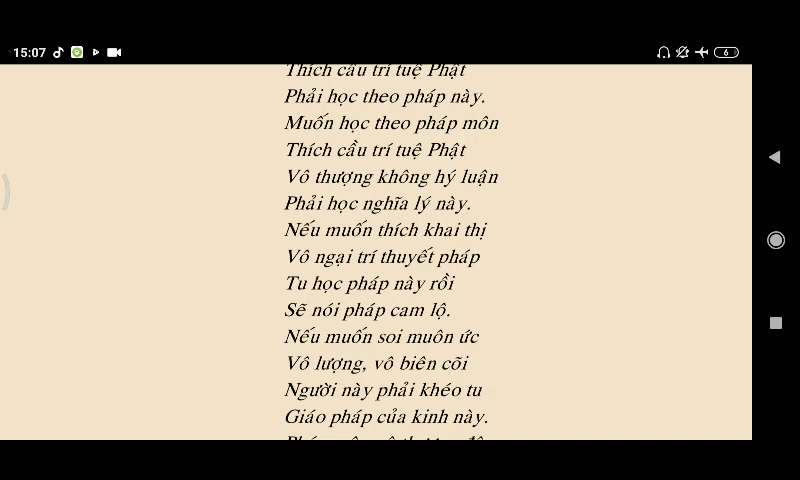 15:07
6
Thích cầu trí tuệ Phật
Phải học theo pháp này.
Muốn học theo pháp môn
Thích cầu trí tuệ Phật
Vô thượng không hý luận
Phải học nghĩa lý này.
Nếu muốn thích khai thị
Vô ngại trí thuyết pháp
Tu học pháp này rồi
Sẽ nói pháp cam lộ.
Nếu muốn soi muôn ức
Vô lượng, vô biên cõi
Người này phải khéo tu
Giáo pháp của kinh này.